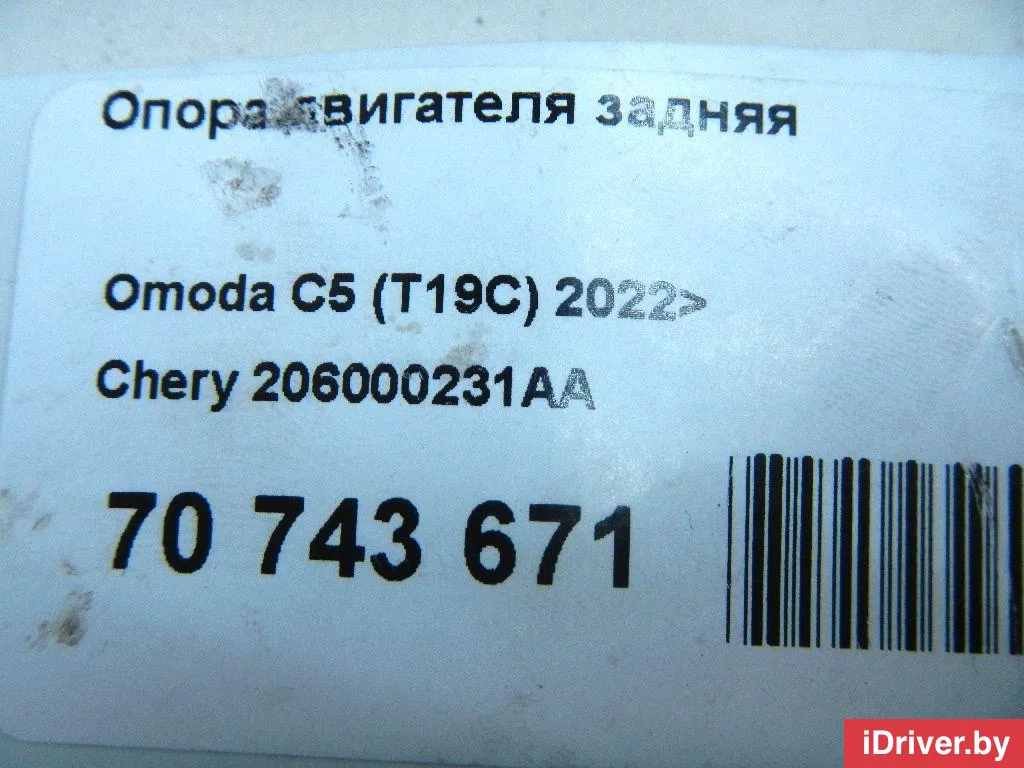 Опора двигателя задняя
Omoda C5 (T19C) 2022>
Chery 206000231AA
70 743 671
iDriver.by